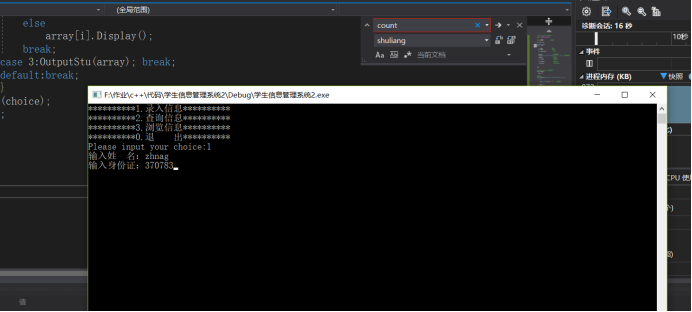 (全局范围)
else
array[i].Display();
break;
case 3:OutputStu(array); break;
default:break;
}
(choice);
;
count
shuliang
Aa
当前文档
诊断会话: 16 秒
10秒
事件
进程内存 (KB)
快照
CPU 使
值
F:\作业\c++\代码\学生信息管理系统2\Debug\学生信息管理系统2.exe
**********1.录入信息**********
**********2.查询信息**********
**********3.浏览信息**********
**********0.退    出**********
Please input your choice:1
输入姓  名: zhnag
输入身份证: 370783